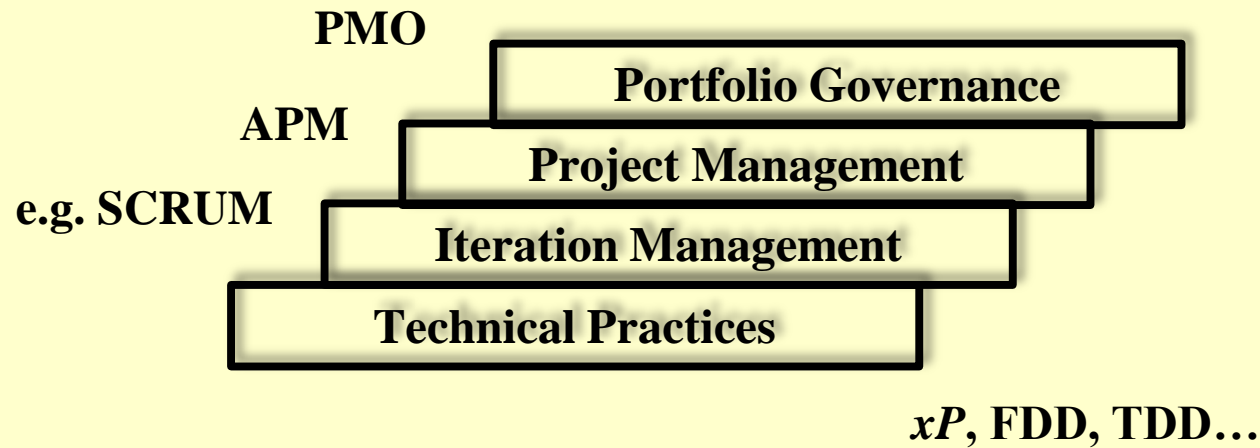 PMO
Portfolio Governance
APM
Project Management
e.g. SCRUM
Iteration Management
Technical Practices
xP, FDD, TDD…